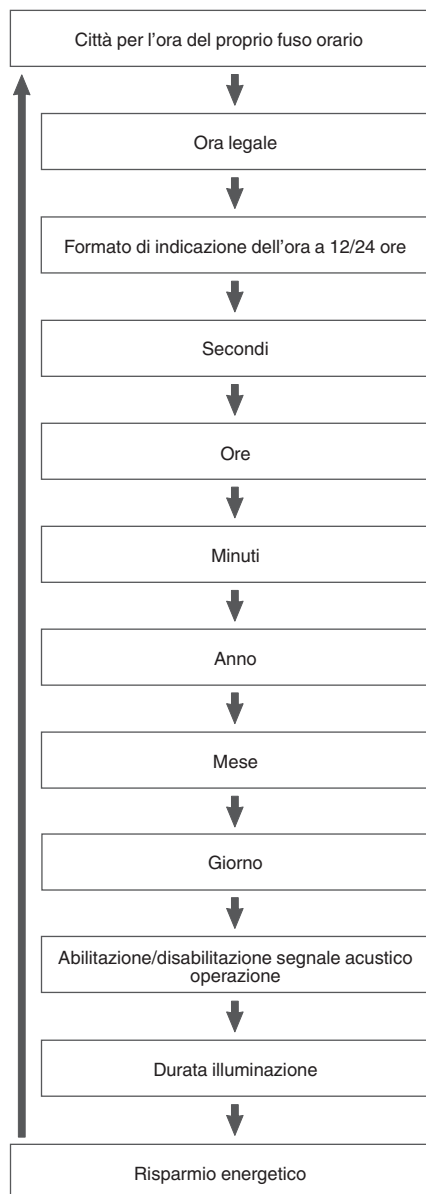 Città per l'ora del proprio fuso orario
Ora legale
Formato di indicazione dell'ora a 12/24 ore
Secondi
Ore
Minuti
Anno
Mese
Giorno
Abilitazione/disabilitazione segnale acustico
operazione
Durata illuminazione
Risparmio energetico